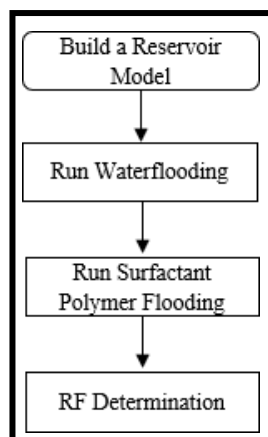 Build a Reservoir
Model
Run Waterflooding
Run Surfactant
Polymer Flooding
RF Determination